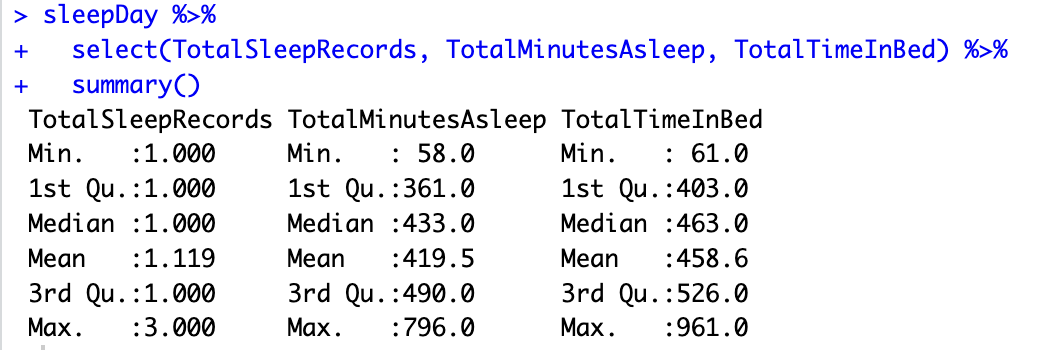 > sleepDay %>%
+   select(TotalSleepRecords, TotalMinutesAsleep, TotalTimeInBed) %>%
+   summary()
 TotalSleepRecords TotalMinutesAsleep TotalTimeInBed
 Min.   :1.000     Min.   : 58.0      Min.   : 61.0
 1st Qu.:1.000     1st Qu.:361.0      1st Qu.:403.0
 Median :1.000     Median :433.0      Median :463.0
 Mean   :1.119     Mean   :419.5      Mean   :458.6
 3rd Qu.:1.000     3rd Qu.:490.0      3rd Qu.:526.0
 Max.   :3.000     Max.   :796.0      Max.   :961.0